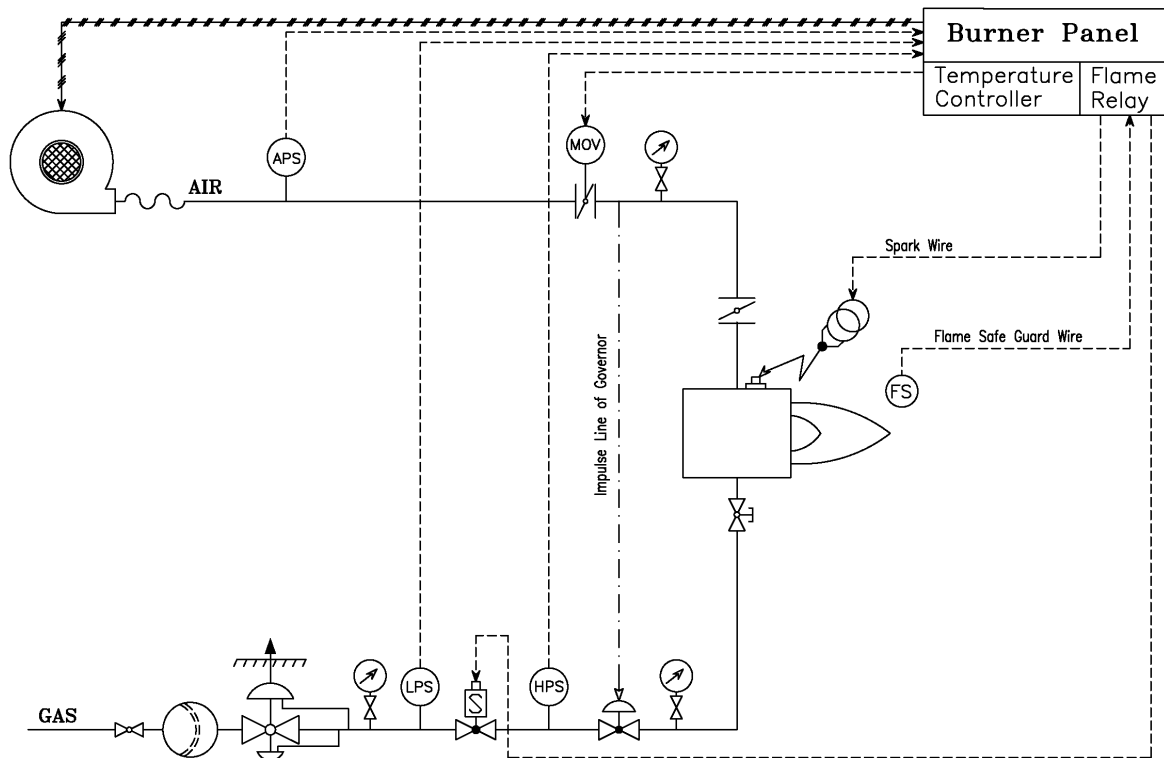 Burner Panel
Temperature
Controller
Flame
Relay
APS
MOV
AIR
Spark Wire
Flame Safe Guard Wire
FS
Impulse Line of Governor
LPS
S
HPS
GAS